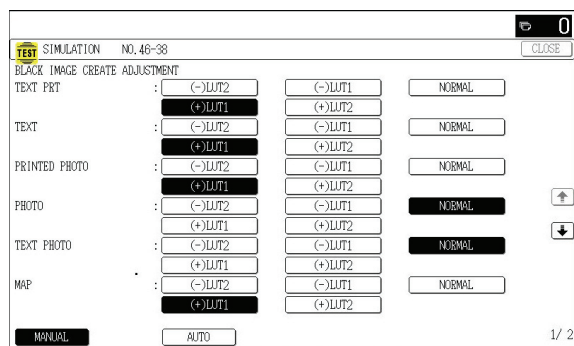 0
TEST SIMULATION NO.46-38 CLOSE
BLACK IMAGE CREATE ADJUSTMENT
TEXT PRT : (-)LUT2 (-)LUT1 NORMAL
(+)LUT1 (+)LUT2
TEXT : (-)LUT2 (-)LUT1 NORMAL
(+)LUT1 (+)LUT2
PRINTED PHOTO : (-)LUT2 (-)LUT1 NORMAL
(+)LUT1 (+)LUT2
PHOTO : (-)LUT2 (-)LUT1 NORMAL
(+)LUT1 (+)LUT2
TEXT PHOTO : (-)LUT2 (-)LUT1 NORMAL
(+)LUT1 (+)LUT2
MAP : (-)LUT2 (-)LUT1 NORMAL
(+)LUT1 (+)LUT2
MANUAL AUTO 1/ 2